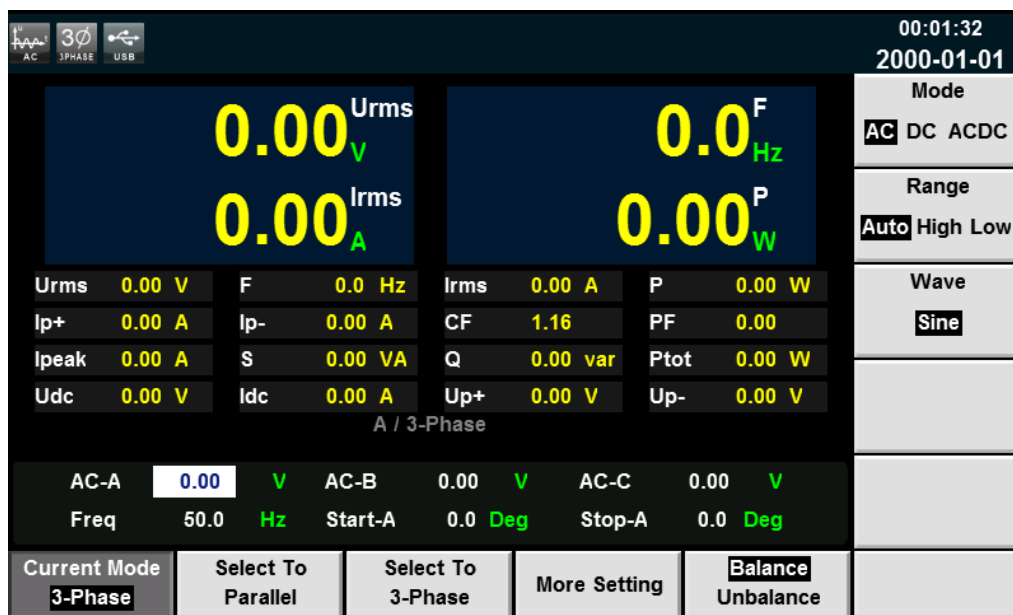 U
AC
3Ø
3PHASE
USB
00:01:32
2000-01-01
0.00 Urms V
0.0 F Hz
0.00 Irms A
0.00 P W
Urms 0.00 V F 0.0 Hz Irms 0.00 A P 0.00 W
Ip+ 0.00 A Ip- 0.00 A CF 1.16 PF 0.00
Ipeak 0.00 A S 0.00 VA Q 0.00 var Ptot 0.00 W
Udc 0.00 V Idc 0.00 A Up+ 0.00 V Up- 0.00 V
A / 3-Phase
AC-A 0.00 V AC-B 0.00 V AC-C 0.00 V
Freq 50.0 Hz Start-A 0.0 Deg Stop-A 0.0 Deg
Mode
AC DC ACDC
Range
Auto High Low
Wave
Sine
Current Mode
3-Phase
Select To
Parallel
Select To
3-Phase
More Setting
Balance
Unbalance